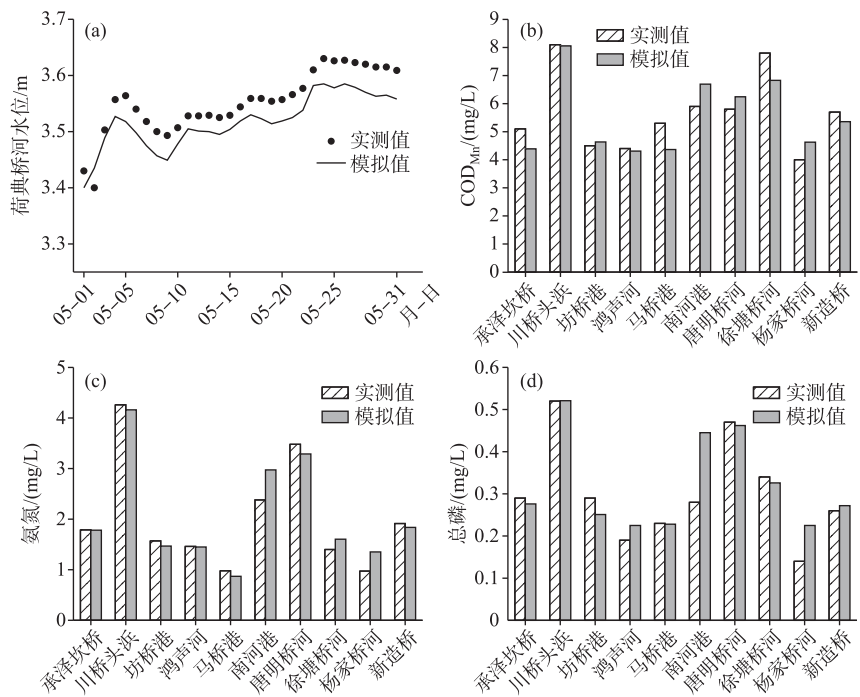 (a)
3.7
3.6
3.5
3.4
3.3
荷典桥河水位/m
实测值
模拟值
05-01
05-05
05-10
05-15
05-20
05-25
05-31
月-日
(b)
9
8
7
6
5
4
3
2
1
0
COD_Mn/(mg/L)
实测值
模拟值
承泽坎桥
川桥头浜
坊桥港
鸿声河
马桥港
南河港
唐明桥河
徐塘桥河
杨家桥河
新造桥
(c)
5
4
3
2
1
0
氨氮/(mg/L)
实测值
模拟值
承泽坎桥
川桥头浜
坊桥港
鸿声河
马桥港
南河港
唐明桥河
徐塘桥河
杨家桥河
新造桥
(d)
0.6
0.5
0.4
0.3
0.2
0.1
0
总磷/(mg/L)
实测值
模拟值
承泽坎桥
川桥头浜
坊桥港
鸿声河
马桥港
南河港
唐明桥河
徐塘桥河
杨家桥河
新造桥